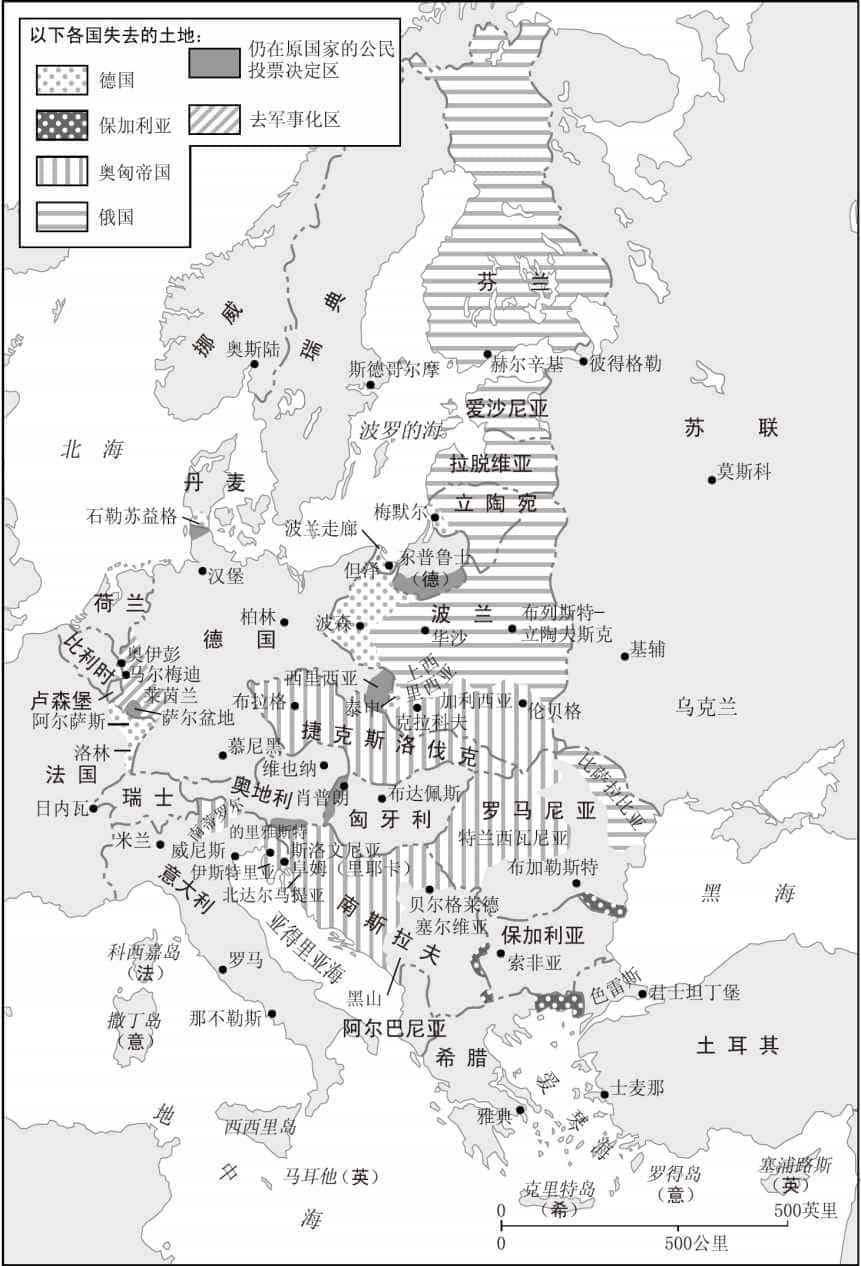 以下各国失去的土地：
德国
保加利亚
奥匈帝国
俄国
仍在原国家的公民
投票决定区
去军事化区
芬 兰
挪 威
瑞 典
奥斯陆
斯德哥尔摩
赫尔辛基
彼得格勒
爱沙尼亚
苏 联
北 海
波罗的海
拉脱维亚
莫斯科
丹 麦
立 陶 宛
石勒苏益格
梅默尔
波兰走廊
但泽
东普鲁士
（德）
汉堡
荷 兰
柏林
德 国
波森
波 兰
华沙
布列斯特-
立陶夫斯克
基辅
比利时
奥伊彭
马尔梅迪
西里西亚
上西
里西亚
卢森堡
莱茵兰
阿尔萨斯
萨尔盆地
布拉格
泰申
加利西亚
克拉科夫
伦贝格
乌克兰
捷 克 斯 洛 伐 克
洛林
慕尼黑
法 国
维也纳
比萨拉比亚
瑞 士
奥地利
肖普朗
布达佩斯
日内瓦
匈 牙 利
罗 马 尼 亚
南蒂罗尔
的里雅斯特
特兰西瓦尼亚
米兰
威尼斯
斯洛文尼亚
伊斯特里亚
阜姆（里耶卡）
布加勒斯特
意大利
北达尔马提亚
贝尔格莱德
塞尔维亚
黑 海
南 斯 拉 夫
亚得里亚海
保加利亚
索非亚
科西嘉岛
（法）
罗马
黑山
色雷斯
君士坦丁堡
撒丁岛
（意）
那不勒斯
阿尔巴尼亚
希 腊
土 耳 其
爱 琴 海
士麦那
雅典
地 中 海
西西里岛
马耳他（英）
克里特岛
（希）
罗得岛
（意）
塞浦路斯
（英）
0 500英里
0 500公里